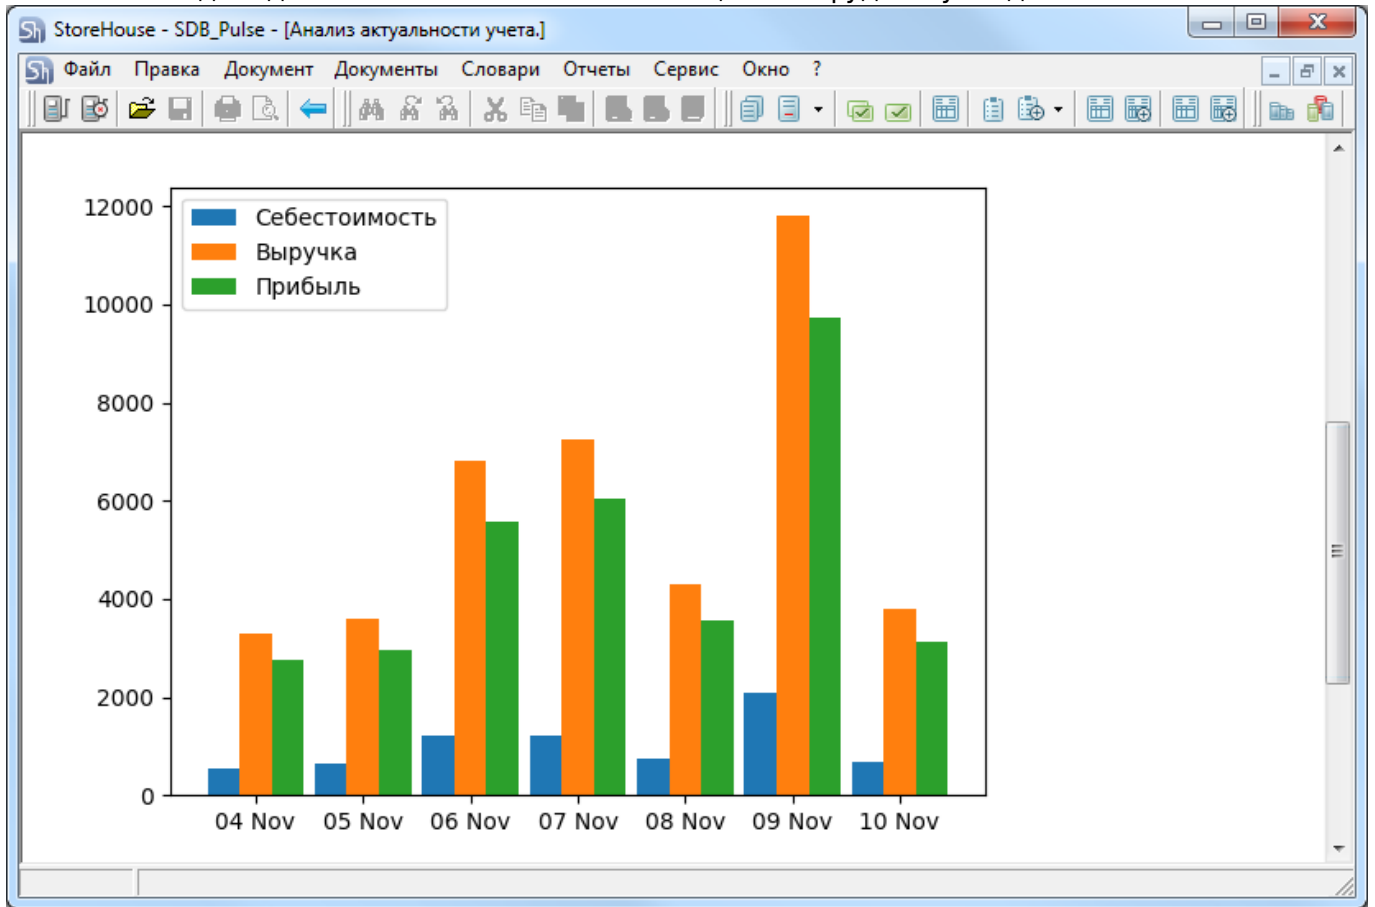 StoreHouse - SDB_Pulse - [Анализ актуальности учета.]
Файл Правка Документ Документы Словари Отчеты Сервис Окно ?
12000
10000
8000
6000
4000
2000
0
Себестоимость
Выручка
Прибыль
04 Nov 05 Nov 06 Nov 07 Nov 08 Nov 09 Nov 10 Nov